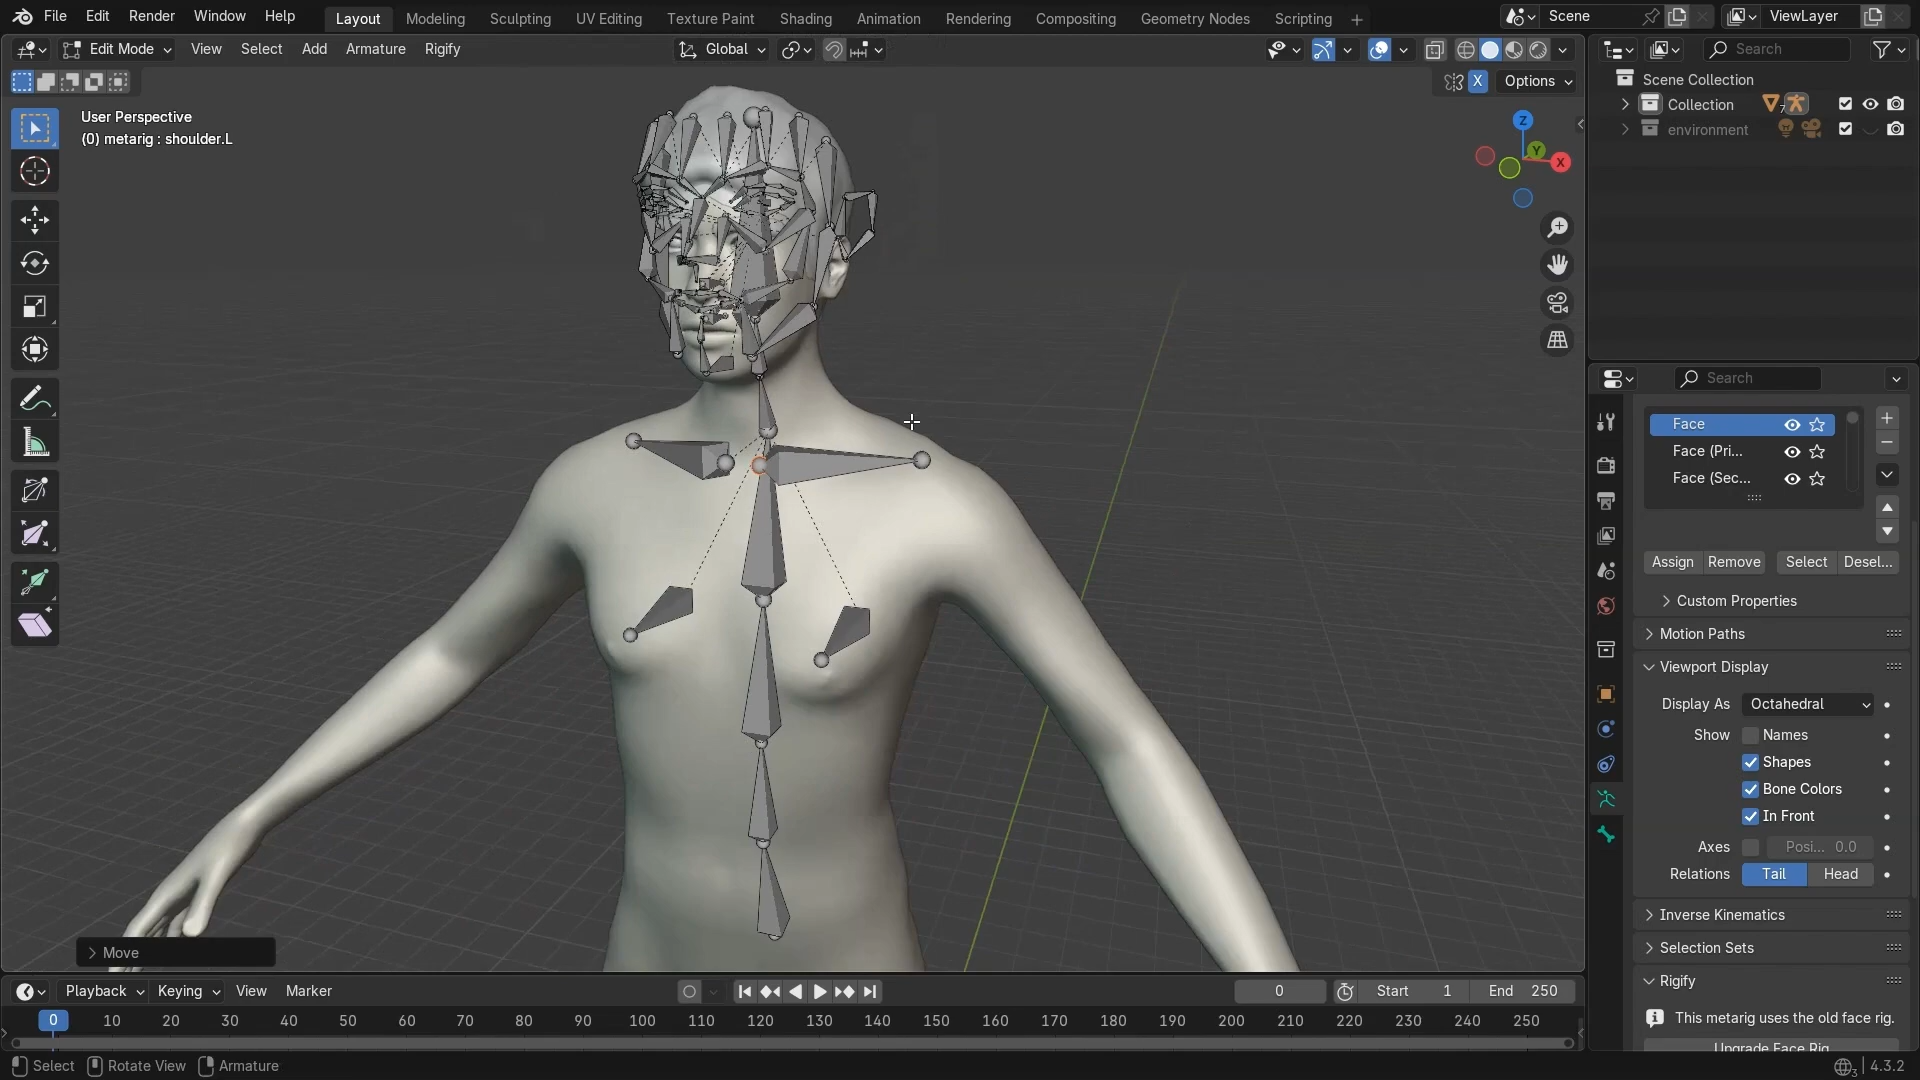 File Edit Render Window Help Layout Modeling Sculpting UV Editing Texture Paint Shading Animation Rendering Compositing Geometry Nodes Scripting + Scene ViewLayer
Edit Mode View Select Add Armature Rigify Global Search
X Options
Scene Collection
Collection
environment
User Perspective
(0) metarig : shoulder.L
Z
Y
X
Search
Face
Face (Pri...
Face (Sec...
Assign Remove Select Desel...
Custom Properties
Motion Paths
Viewport Display
Display As Octahedral
Show Names
Shapes
Bone Colors
In Front
Axes Posi... 0.0
Relations Tail Head
Inverse Kinematics
Selection Sets
Rigify
This metarig uses the old face rig.
Upgrade Face Rig
Move
Playback Keying View Marker 0 Start 1 End 250
0 10 20 30 40 50 60 70 80 90 100 110 120 130 140 150 160 170 180 190 200 210 220 230 240 250
Select Rotate View Armature 3 4.3.2